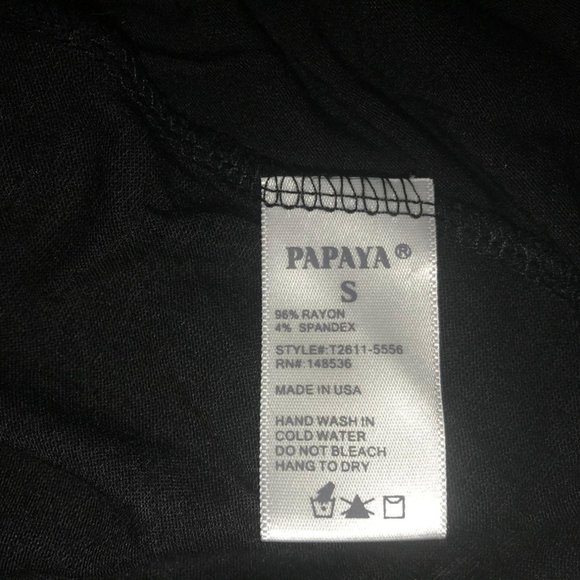 PAPAYA®
S
96% RAYON
4% SPANDEX
STYLE#:T2611-5556
RN#:148536
MADE IN USA
HAND WASH IN
COLD WATER
DO NOT BLEACH
HANG TO DRY